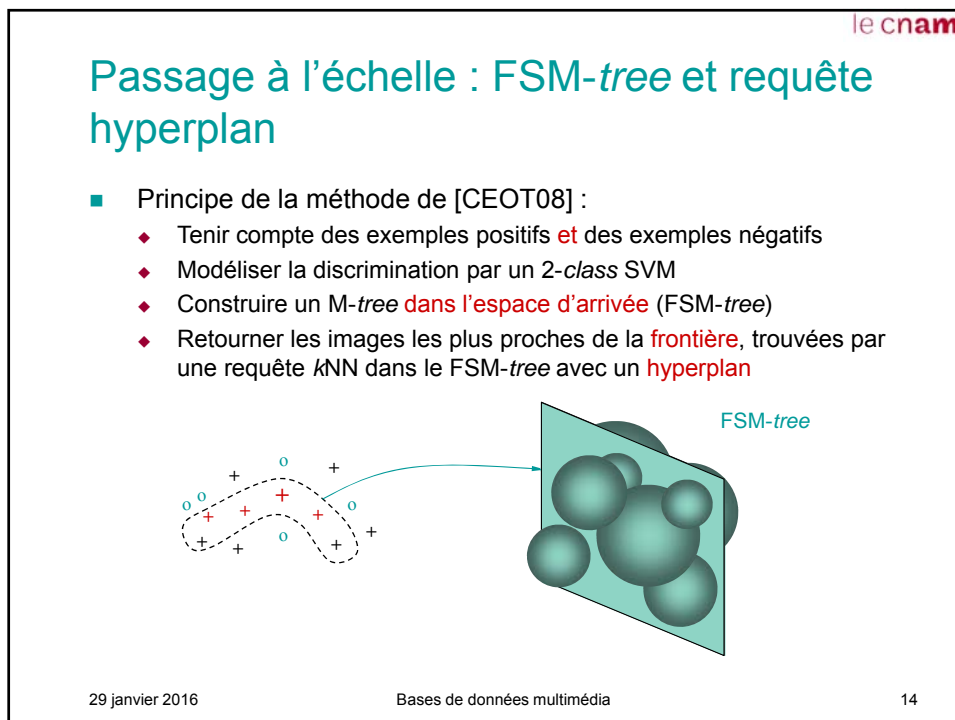 le cnam
Passage à l'échelle : FSM-tree et requête
hyperplan
Principe de la méthode de [CEOT08] :
Tenir compte des exemples positifs et des exemples négatifs
Modéliser la discrimination par un 2-class SVM
Construire un M-tree dans l'espace d'arrivée (FSM-tree)
Retourner les images les plus proches de la frontière, trouvées par
une requête kNN dans le FSM-tree avec un hyperplan
FSM-tree
29 janvier 2016
Bases de données multimédia
14